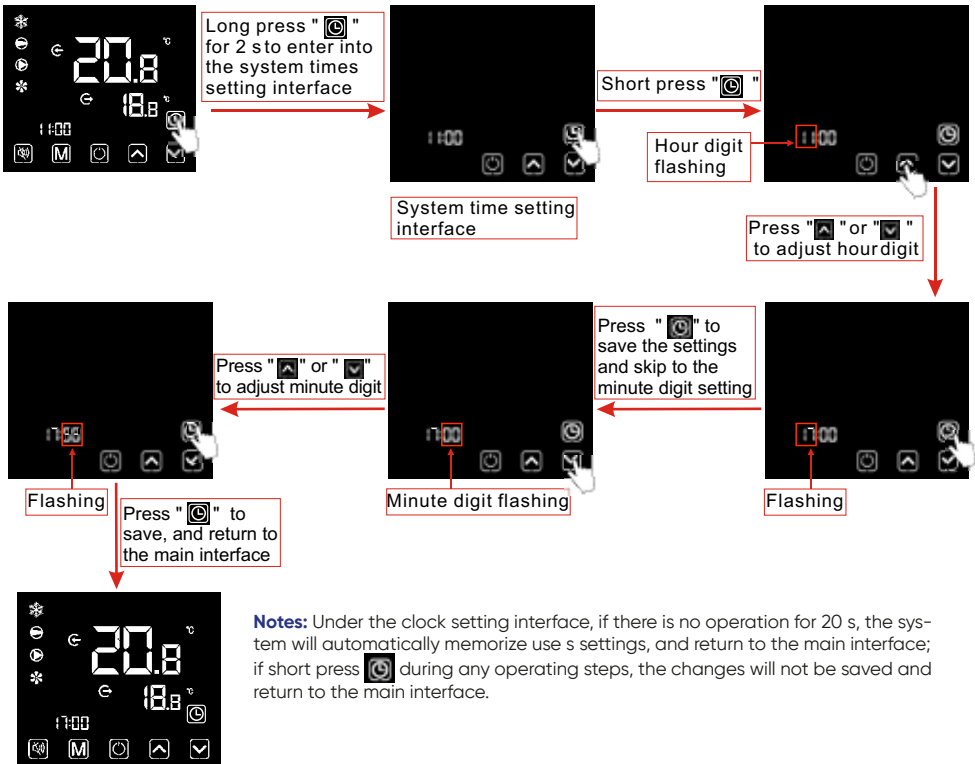 20.8 °C
18.8 °C
11:00
M
Long press " "
for 2 s to enter into
the system times
setting interface
11:00
System time setting
interface
Short press " "
Hour digit
flashing
11:00
Press " " or " "
to adjust hour digit
17:00
Flashing
Press " " to
save the settings
and skip to the
minute digit setting
17:00
Minute digit flashing
Press " " or " "
to adjust minute digit
17:56
Flashing
Press " " to
save, and return to
the main interface
20.8 °C
18.8 °C
17:00
M
Notes: Under the clock setting interface, if there is no operation for 20 s, the sys-
tem will automatically memorize use s settings, and return to the main interface;
if short press during any operating steps, the changes will not be saved and
return to the main interface.